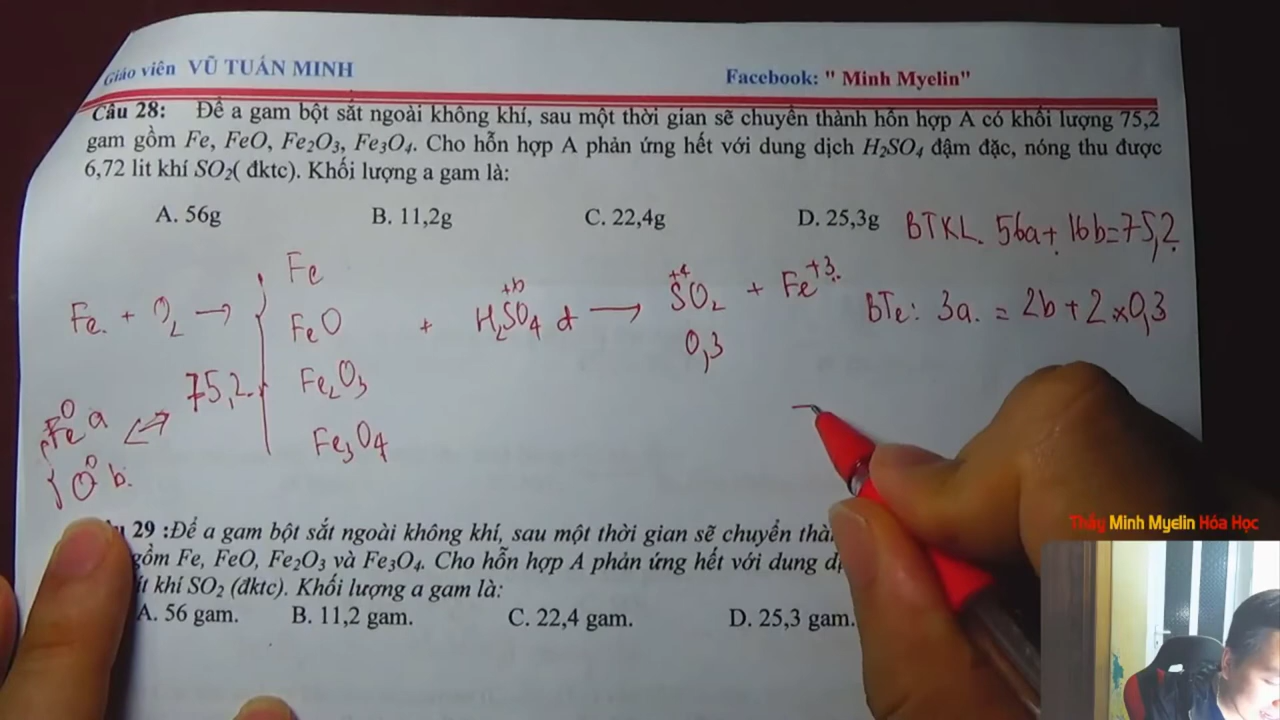 Giáo viên VŨ TUẤN MINH
Facebook: " Minh Myelin"
Câu 28: Để a gam bột sắt ngoài không khí, sau một thời gian sẽ chuyển thành hỗn hợp A có khối lượng 75,2
gam gồm Fe, FeO, Fe2O3, Fe3O4. Cho hỗn hợp A phản ứng hết với dung dịch H2SO4 đậm đặc, nóng thu được
6,72 lit khí SO2( đktc). Khối lượng a gam là:
A. 56g B. 11,2g C. 22,4g D. 25,3g
BTKL. 56a + 16b = 75,2
Fe + O2 →
Fe
FeO
Fe2O3
Fe3O4
75,2
+ H2SO4 đ → SO2 + Fe+3
+6
+4
0,3
BTe: 3a = 2b + 2×0,3
Fe0 a
O0 b.
29 :Để a gam bột sắt ngoài không khí, sau một thời gian sẽ chuyển
gồm Fe, FeO, Fe2O3 và Fe3O4. Cho hỗn hợp A phản ứng hết với dung
khí SO2 (đktc). Khối lượng a gam là:
A. 56 gam. B. 11,2 gam. C. 22,4 gam. D. 25,3 gam.
Thầy Minh Myelin Hóa Học